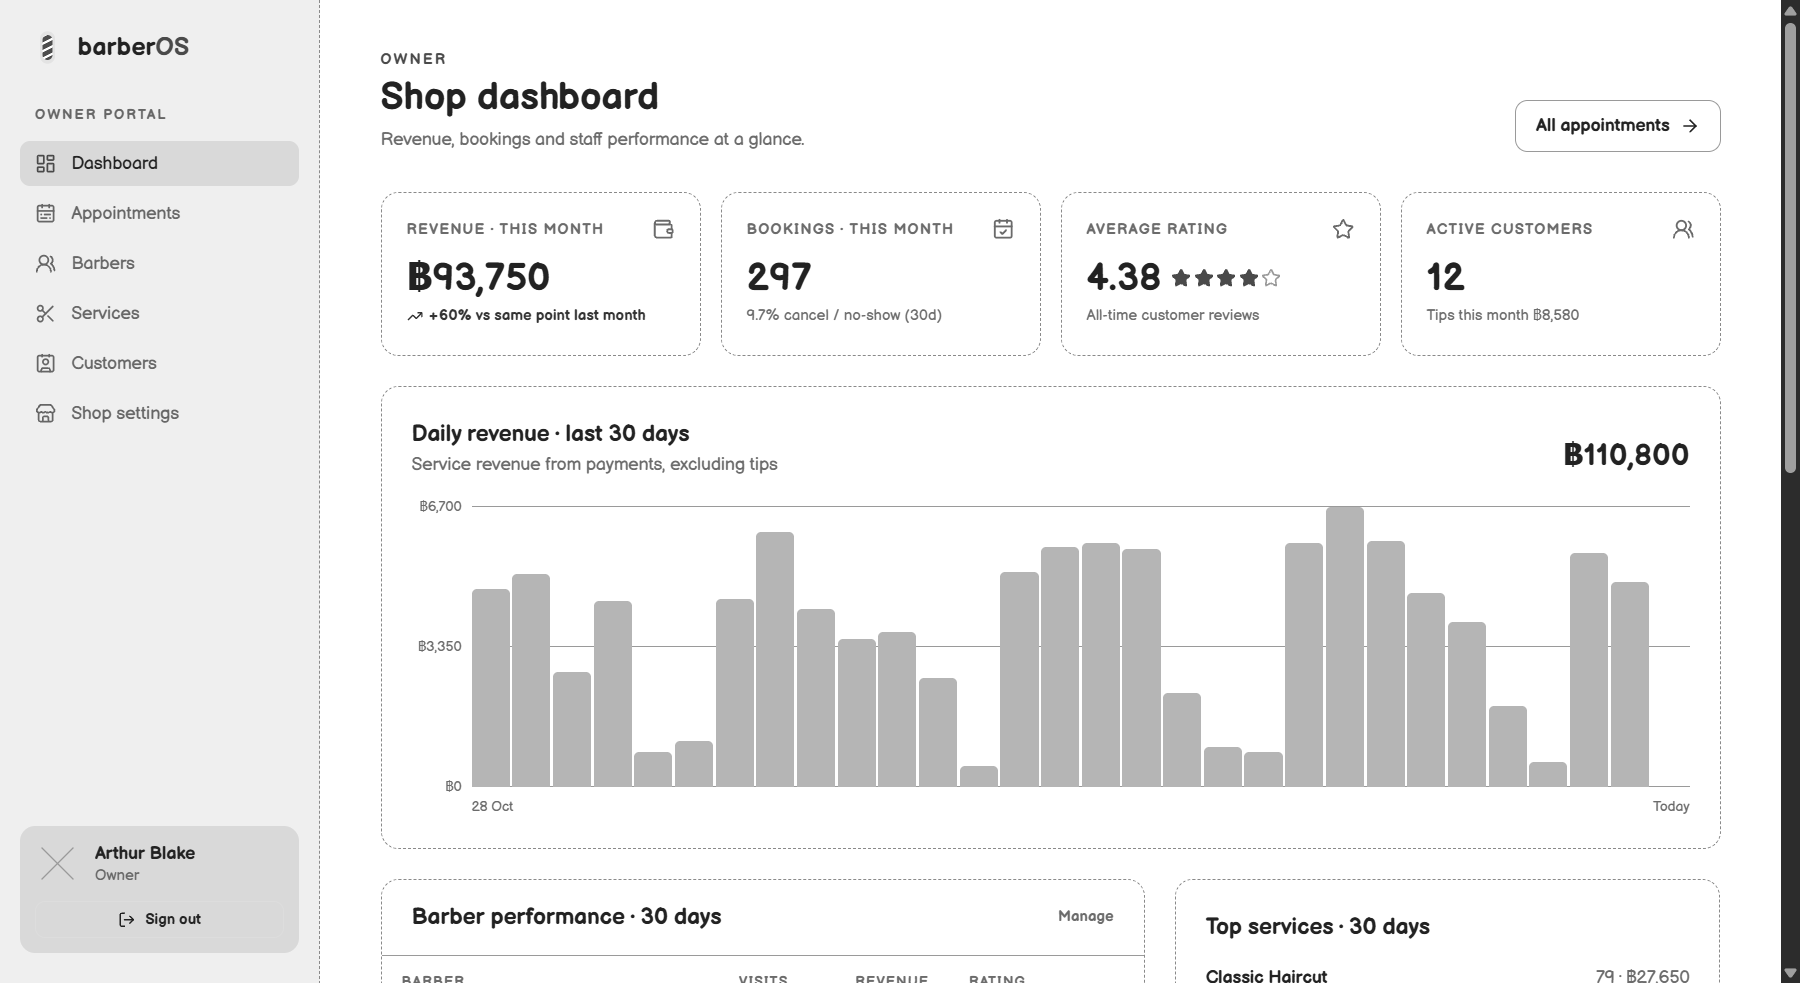 barberOS
OWNER PORTAL
Dashboard
Appointments
Barbers
Services
Customers
Shop settings
Arthur Blake
Owner
Sign out
OWNER
Shop dashboard
Revenue, bookings and staff performance at a glance.
All appointments
REVENUE · THIS MONTH
฿93,750
+60% vs same point last month
BOOKINGS · THIS MONTH
297
9.7% cancel / no-show (30d)
AVERAGE RATING
4.38
All-time customer reviews
ACTIVE CUSTOMERS
12
Tips this month ฿8,580
Daily revenue · last 30 days
Service revenue from payments, excluding tips
฿110,800
฿6,700
฿3,350
฿0
28 Oct
Today
Barber performance · 30 days
Manage
BARBER VISITS REVENUE RATING
Top services · 30 days
Classic Haircut 79 · ฿27,650